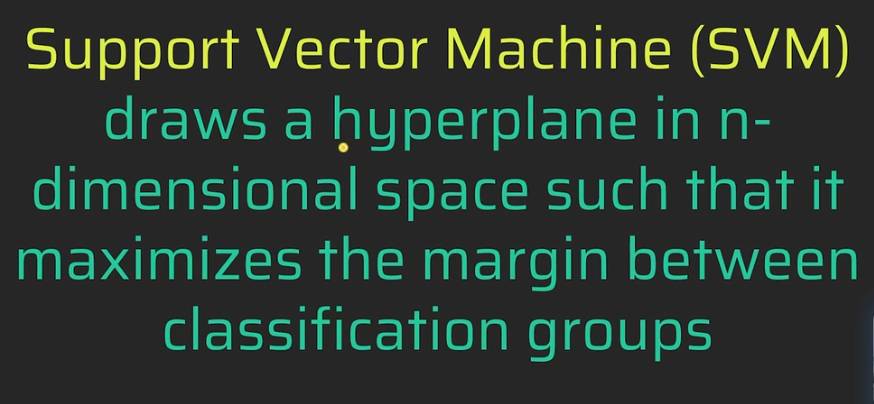 Support Vector Machine (SVM)
draws a hyperplane in n-
dimensional space such that it
maximizes the margin between
classification groups